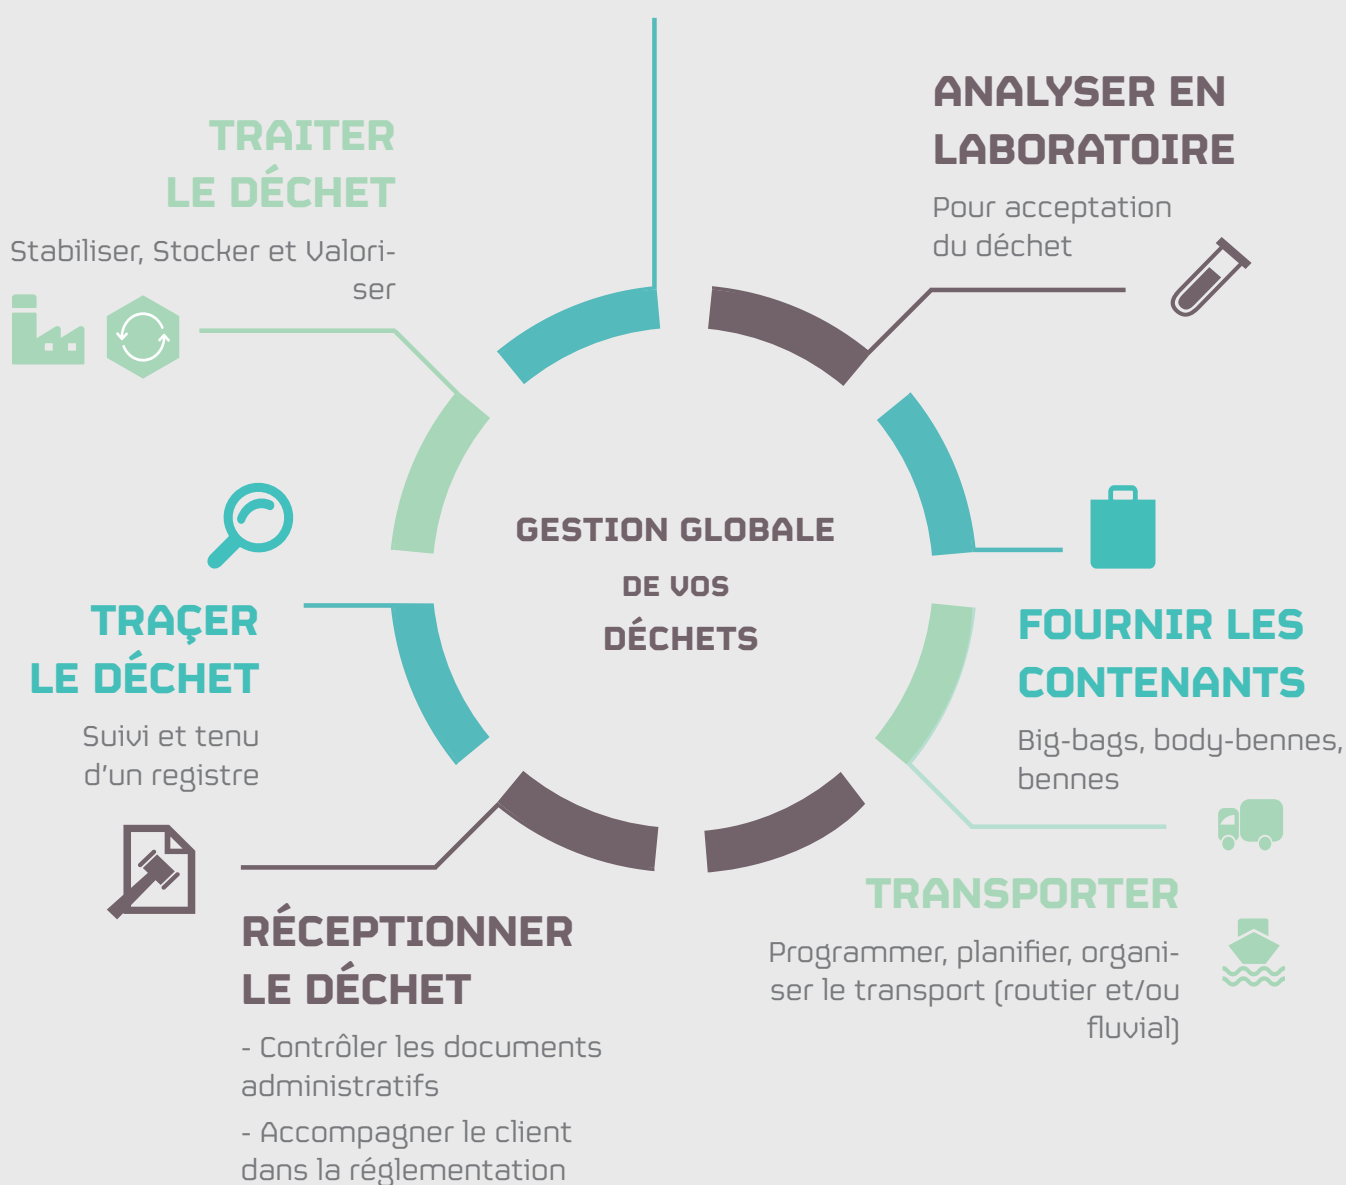 ANALYSER EN
LABORATOIRE
Pour acceptation
du déchet
TRAITER
LE DÉCHET
Stabiliser, Stocker et Valori-
ser
GESTION GLOBALE
DE VOS
DÉCHETS
FOURNIR LES
CONTENANTS
Big-bags, body-bennes,
bennes
TRAÇER
LE DÉCHET
Suivi et tenu
d'un registre
TRANSPORTER
Programmer, planifier, organi-
ser le transport (routier et/ou
fluvial)
RÉCEPTIONNER
LE DÉCHET
- Contrôler les documents
administratifs
- Accompagner le client
dans la réglementation